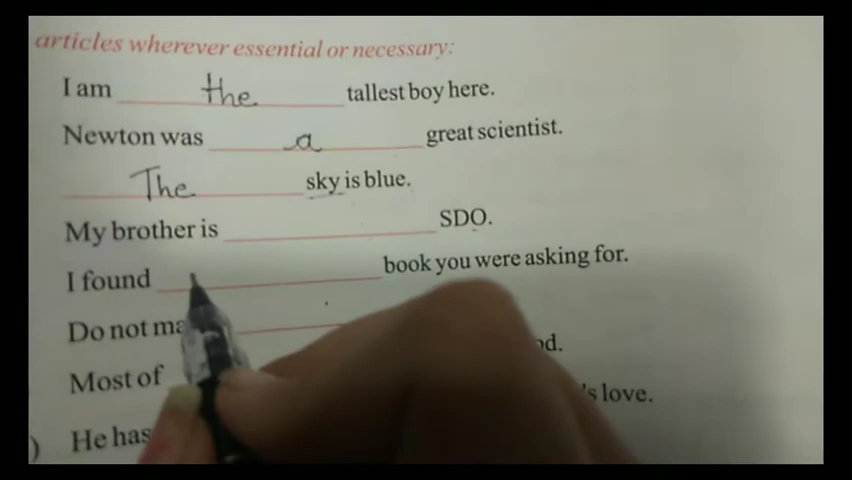 articles wherever essential or necessary:
I am the tallest boy here.
Newton was a great scientist.
The sky is blue.
My brother is SDO.
I found book you were asking for.
Do not
Most of
love.
He has